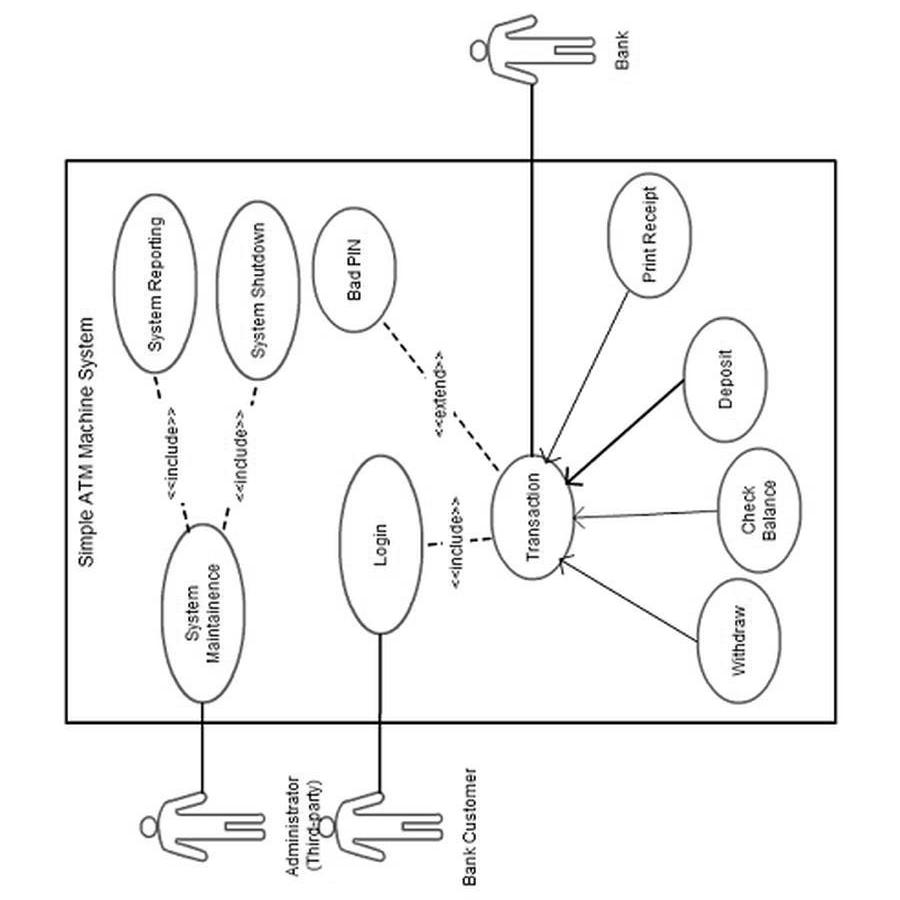 Simple ATM Machine System
System Reporting
<<include>>
System
Maintainence
<<include>>
System Shutdown
Administrator
(Third-party)
Bad PIN
Login
<<extend>>
<<include>>
Bank Customer
Transaction
Bank
Print Receipt
Deposit
Check
Balance
Withdraw